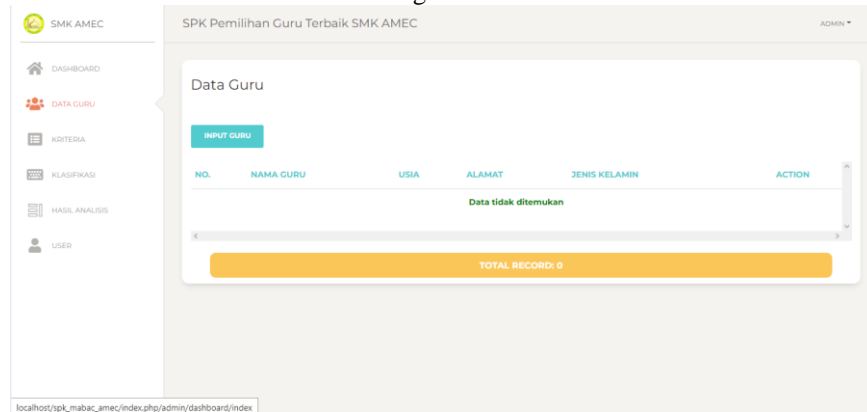 SMK AMEC
SPK Pemilihan Guru Terbaik SMK AMEC
ADMIN
DASHBOARD
DATA GURU
KRITERIA
KLASIFIKASI
HASIL ANALISIS
USER
Data Guru
INPUT GURU
NO. NAMA GURU USIA ALAMAT JENIS KELAMIN ACTION
Data tidak ditemukan
TOTAL RECORD: 0
localhost/spk_mabac_amec/index.php/admin/dashboard/index